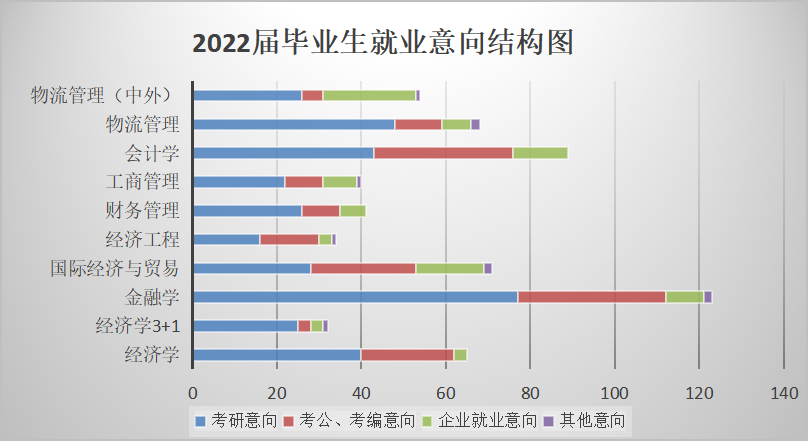 2022届毕业生就业意向结构图
物流管理（中外）
物流管理
会计学
工商管理
财务管理
经济工程
国际经济与贸易
金融学
经济学3+1
经济学
0 20 40 60 80 100 120 140
考研意向 考公、考编意向 企业就业意向 其他意向